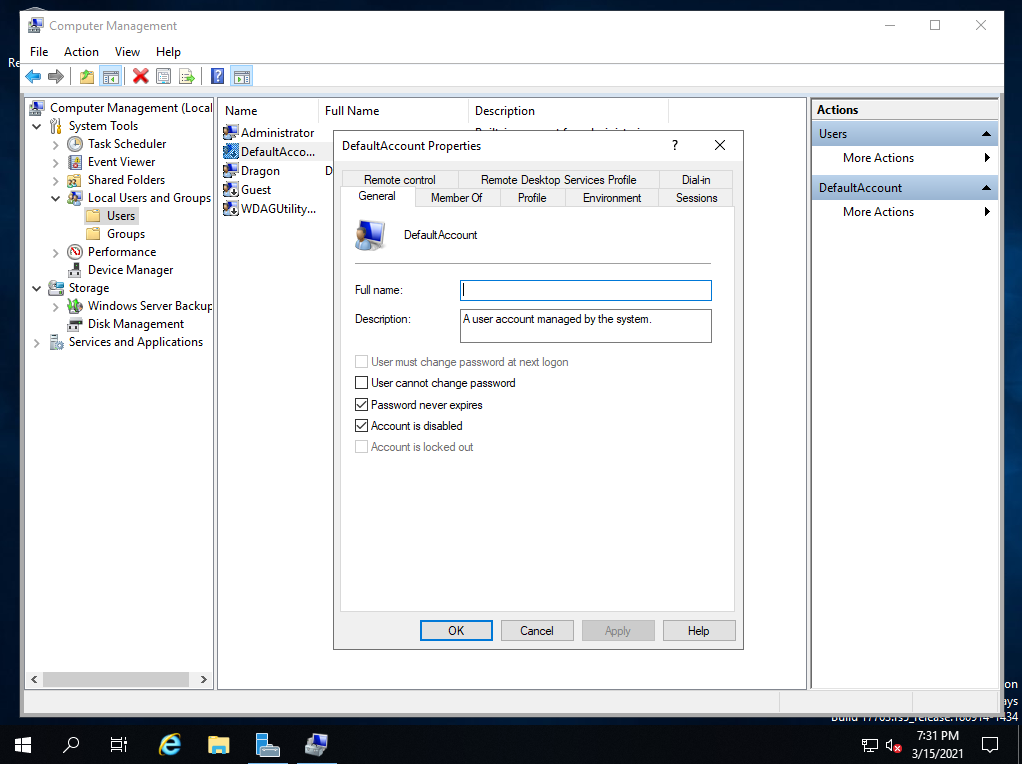 Computer Management
File Action View Help
Computer Management (Local
System Tools
Task Scheduler
Event Viewer
Shared Folders
Local Users and Groups
Users
Groups
Performance
Device Manager
Storage
Windows Server Backup
Disk Management
Services and Applications
Name Full Name Description
Administrator
DefaultAcco...
Dragon D
Guest
WDAGUtility...
DefaultAccount Properties
?
Remote control Remote Desktop Services Profile Dial-in
General Member Of Profile Environment Sessions
DefaultAccount
Full name:
Description: A user account managed by the system.
User must change password at next logon
User cannot change password
Password never expires
Account is disabled
Account is locked out
OK Cancel Apply Help
Actions
Users
More Actions
DefaultAccount
More Actions
Re
on
ays
7:31 PM
3/15/2021